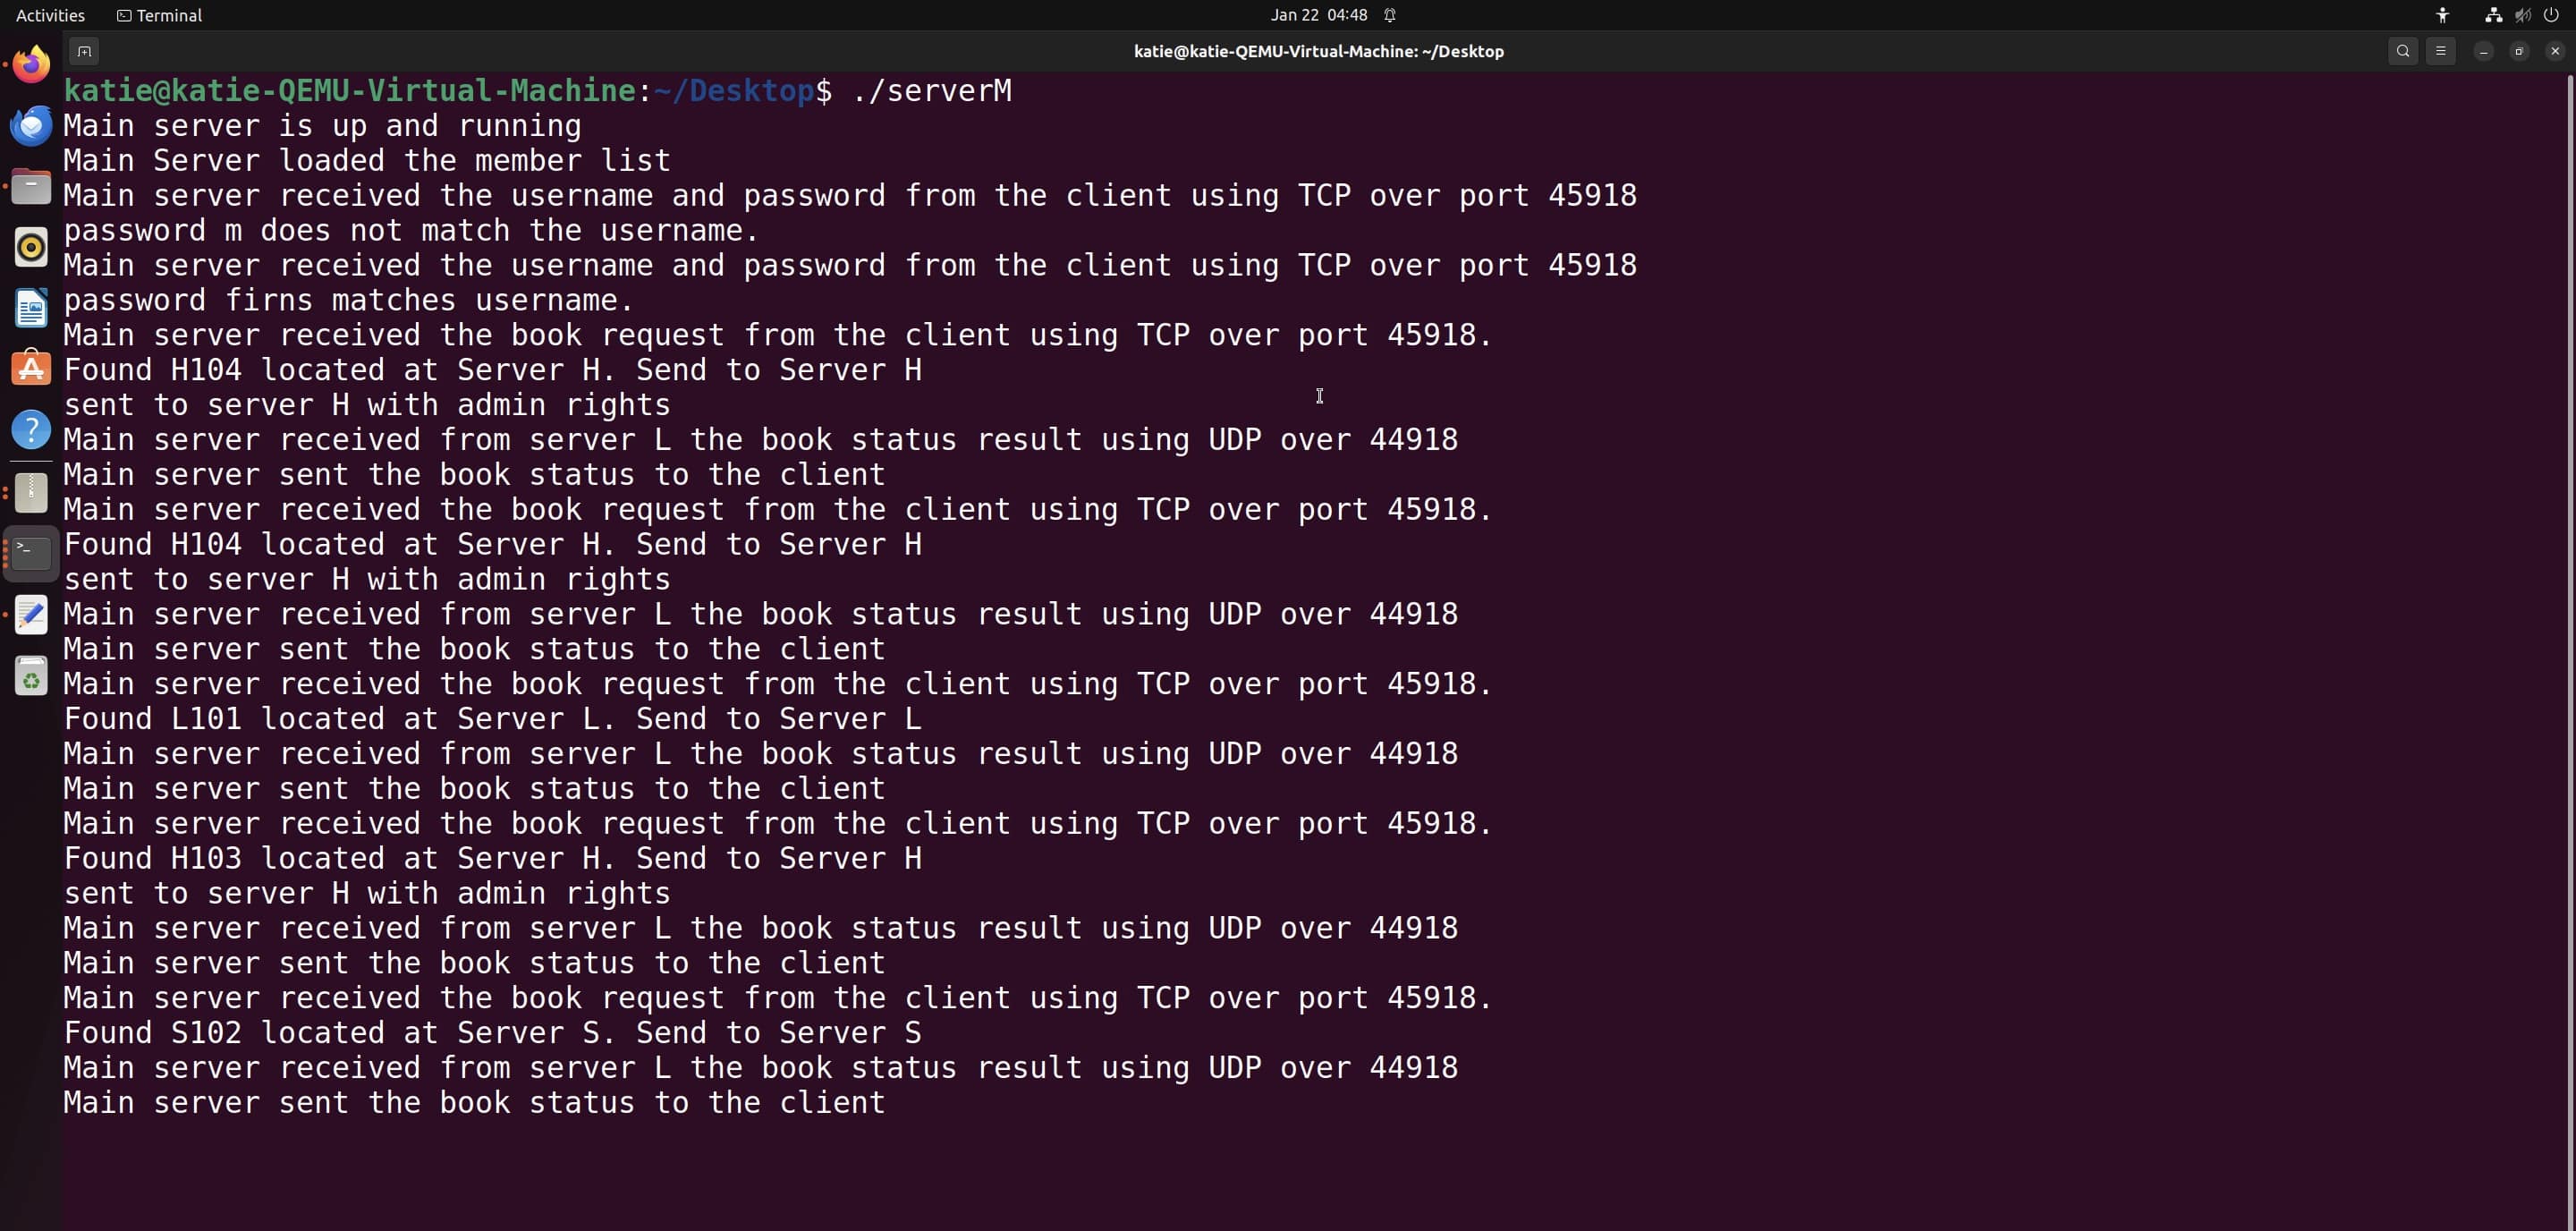 Activities Terminal Jan 22 04:48
katie@katie-QEMU-Virtual-Machine: ~/Desktop
katie@katie-QEMU-Virtual-Machine:~/Desktop$ ./serverM
Main server is up and running
Main Server loaded the member list
Main server received the username and password from the client using TCP over port 45918
password m does not match the username.
Main server received the username and password from the client using TCP over port 45918
password firns matches username.
Main server received the book request from the client using TCP over port 45918.
Found H104 located at Server H. Send to Server H
sent to server H with admin rights
Main server received from server L the book status result using UDP over 44918
Main server sent the book status to the client
Main server received the book request from the client using TCP over port 45918.
Found H104 located at Server H. Send to Server H
sent to server H with admin rights
Main server received from server L the book status result using UDP over 44918
Main server sent the book status to the client
Main server received the book request from the client using TCP over port 45918.
Found L101 located at Server L. Send to Server L
Main server received from server L the book status result using UDP over 44918
Main server sent the book status to the client
Main server received the book request from the client using TCP over port 45918.
Found H103 located at Server H. Send to Server H
sent to server H with admin rights
Main server received from server L the book status result using UDP over 44918
Main server sent the book status to the client
Main server received the book request from the client using TCP over port 45918.
Found S102 located at Server S. Send to Server S
Main server received from server L the book status result using UDP over 44918
Main server sent the book status to the client